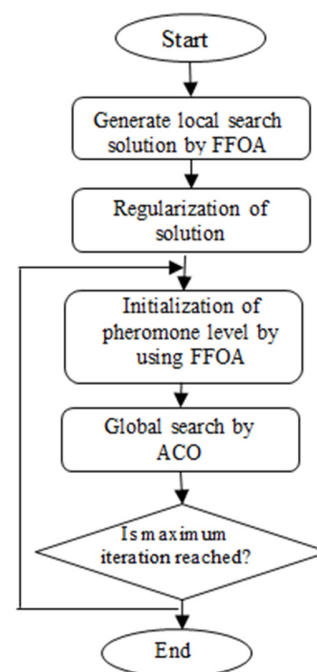 Start
Generate local search
solution by FFOA
Regularization of
solution
Initialization of
pheromone level by
using FFOA
Global search by
ACO
Is maximum
iteration reached?
End